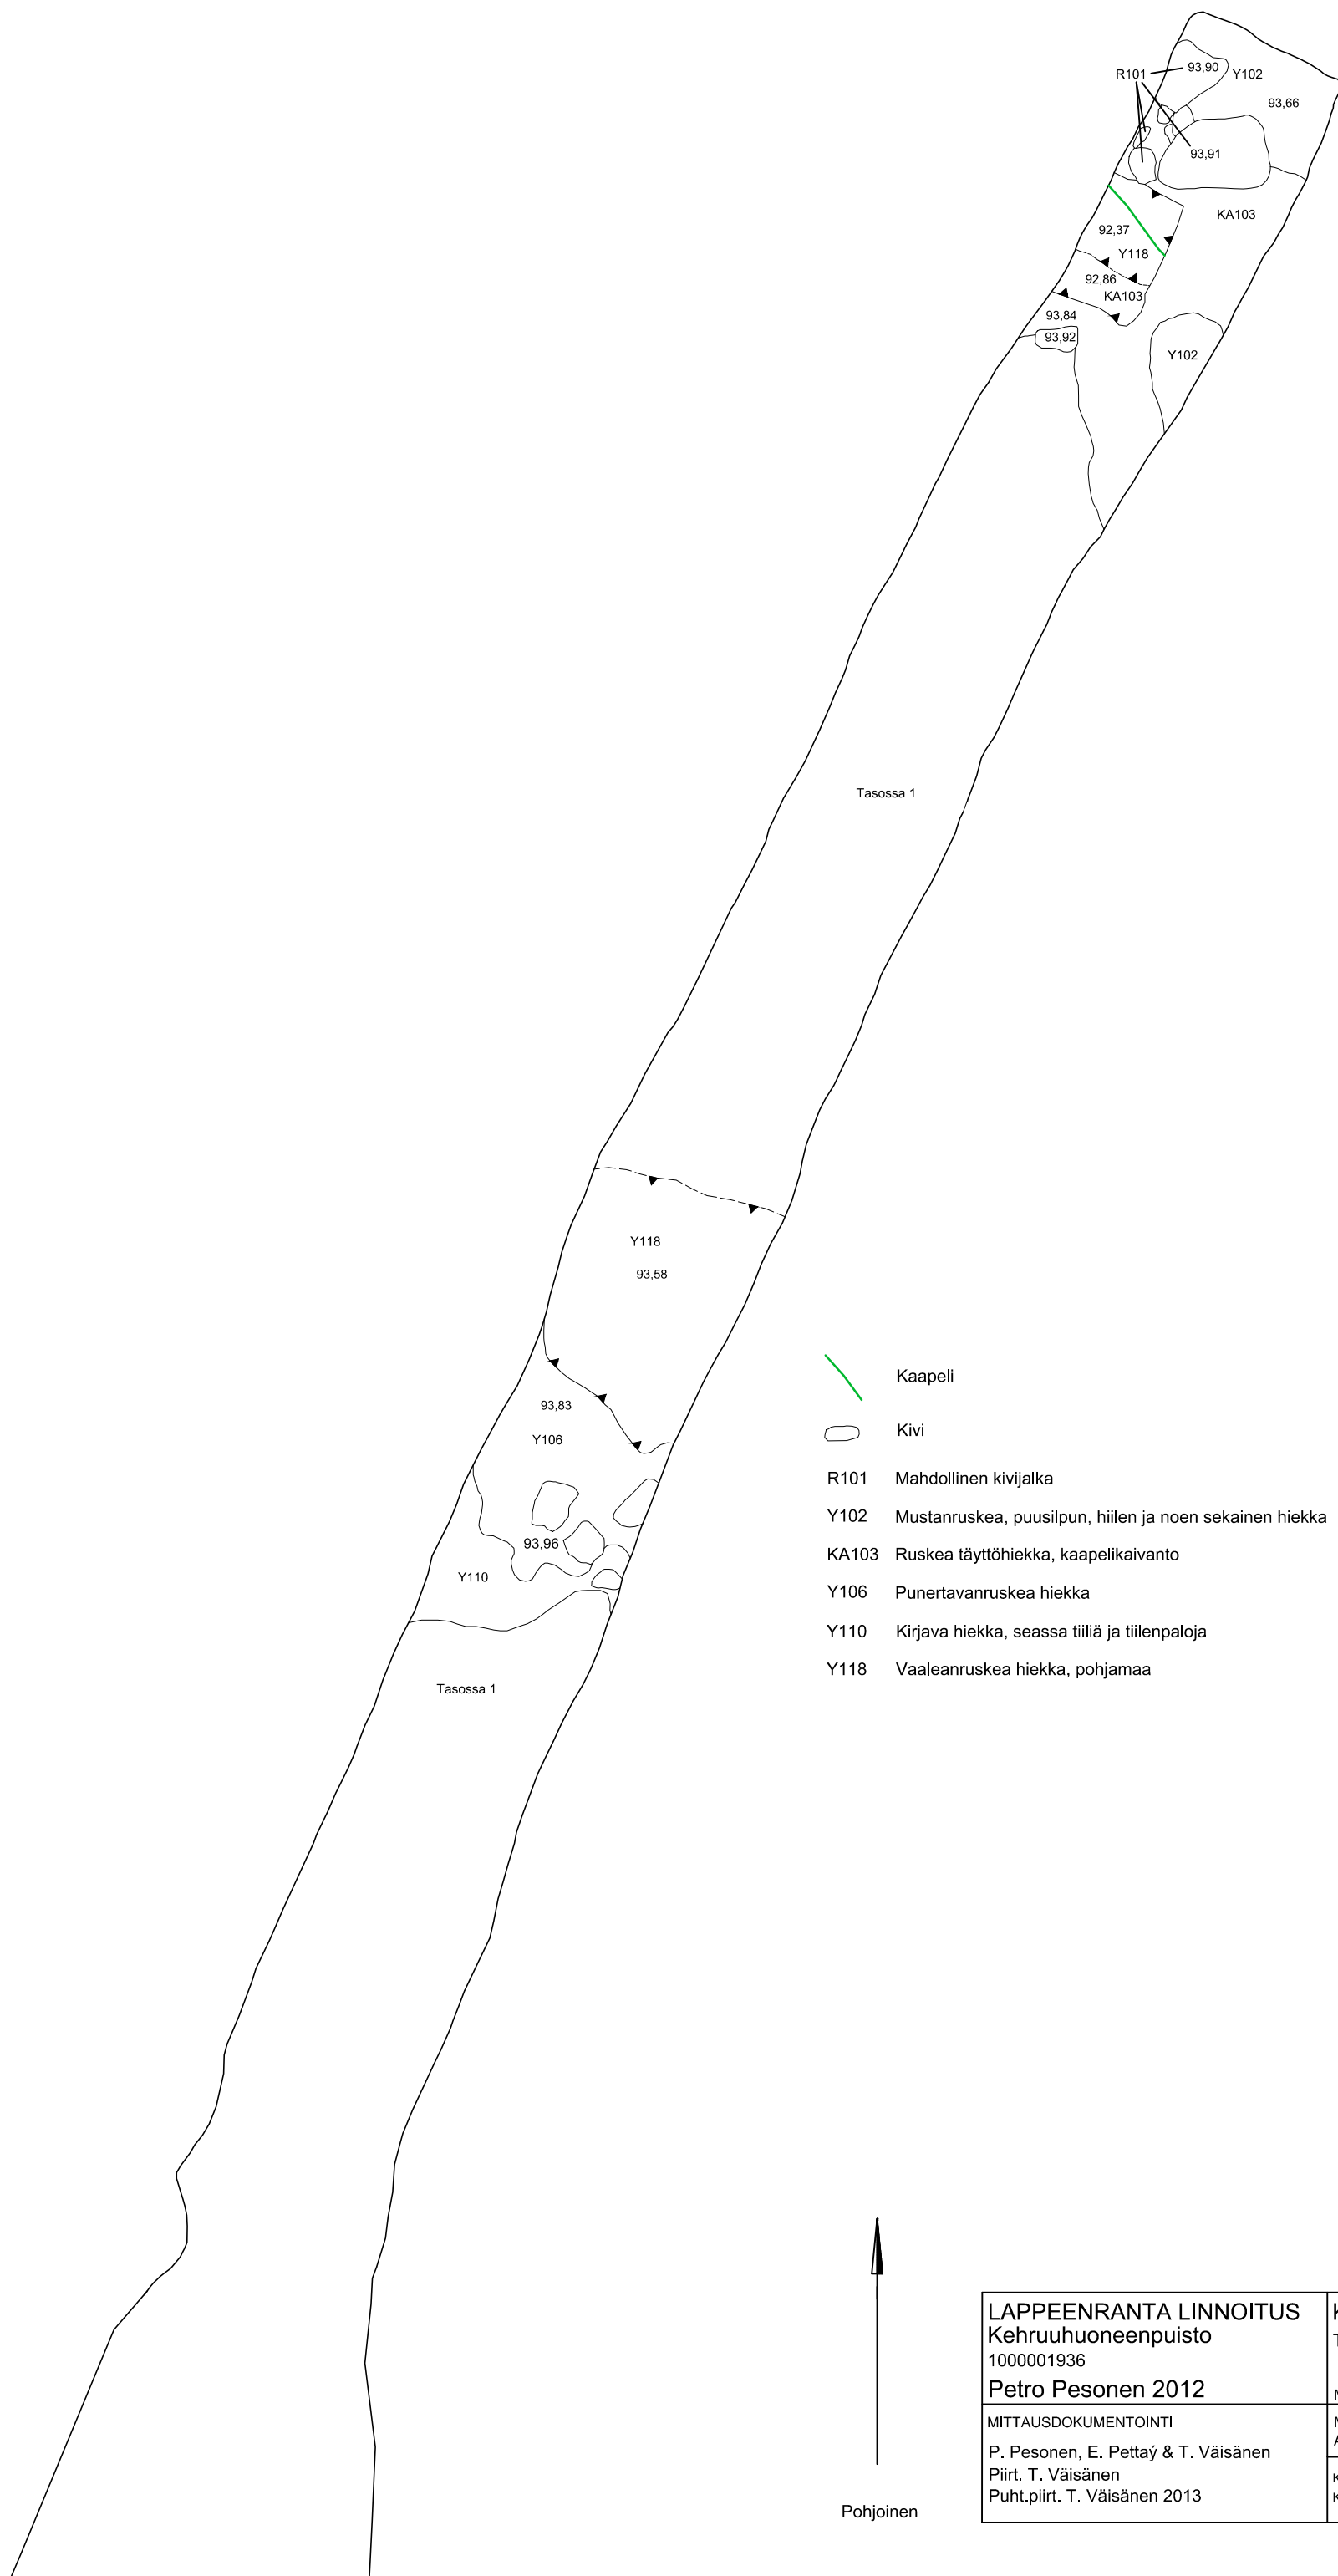 93,90
R101
Y102
93,66
93,91
KA103
92,37
Y118
92,86
KA103
93,84
93,92
Y102
Tasossa 1
Y118
93,58
93,83
Y106
93,96
Y110
Tasossa 1
Kaapeli
Kivi
R101 Mahdollinen kivijalka
Y102 Mustanruskea, puusilpun, hiilen ja noen sekainen hiekka
KA103 Ruskea täyttöhiekka, kaapelikaivanto
Y106 Punertavanruskea hiekka
Y110 Kirjava hiekka, seassa tiiliä ja tiilenpaloja
Y118 Vaaleanruskea hiekka, pohjamaa
Pohjoinen
LAPPEENRANTA LINNOITUS
Kehruuhuoneenpuisto
1000001936
Petro Pesonen 2012
MITTAUSDOKUMENTOINTI
P. Pesonen, E. Pettaý & T. Väisänen
Piirt. T. Väisänen
Puht.piirt. T. Väisänen 2013